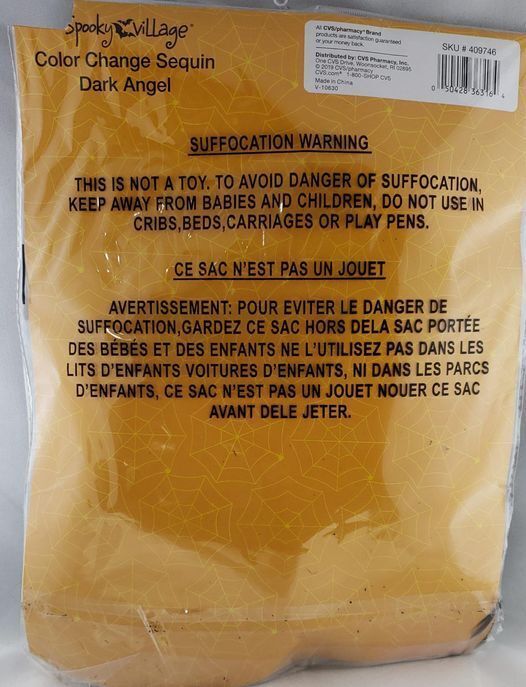 Spooky Village®
Color Change Sequin
Dark Angel
All CVS/pharmacy® Brand
products are satisfaction guaranteed
or your money back.
Distributed by: CVS Pharmacy, Inc.
One CVS Drive, Woonsocket, RI 02895
© 2019 CVS/pharmacy
CVS.com® 1-800-SHOP CVS
Made in China
V-10630
SKU # 409746
0 50428 36316 4
SUFFOCATION WARNING
THIS IS NOT A TOY. TO AVOID DANGER OF SUFFOCATION,
KEEP AWAY FROM BABIES AND CHILDREN, DO NOT USE IN
CRIBS,BEDS,CARRIAGES OR PLAY PENS.
CE SAC N'EST PAS UN JOUET
AVERTISSEMENT: POUR EVITER LE DANGER DE
SUFFOCATION,GARDEZ CE SAC HORS DELA SAC PORTÉE
DES BÉBÉS ET DES ENFANTS NE L'UTILISEZ PAS DANS LES
LITS D'ENFANTS VOITURES D'ENFANTS, NI DANS LES PARCS
D'ENFANTS, CE SAC N'EST PAS UN JOUET NOUER CE SAC
AVANT DELE JETER.